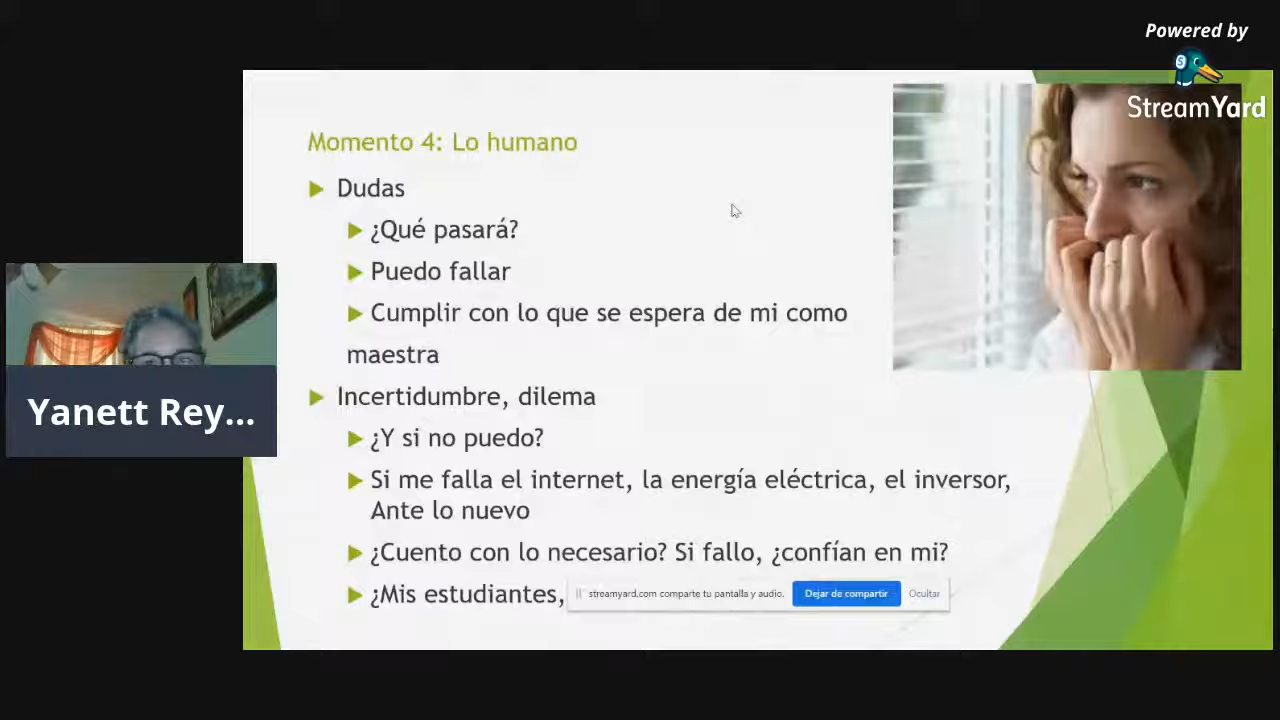 Powered by
StreamYard
Momento 4: Lo humano
Dudas
¿Qué pasará?
Puedo fallar
Cumplir con lo que se espera de mi como
maestra
Incertidumbre, dilema
¿Y si no puedo?
Si me falla el internet, la energía eléctrica, el inversor,
Ante lo nuevo
¿Cuento con lo necesario? Si fallo, ¿confían en mi?
¿Mis estudiantes,
streamyard.com comparte tu pantalla y audio. Dejar de compartir Ocultar
Yanett Rey...